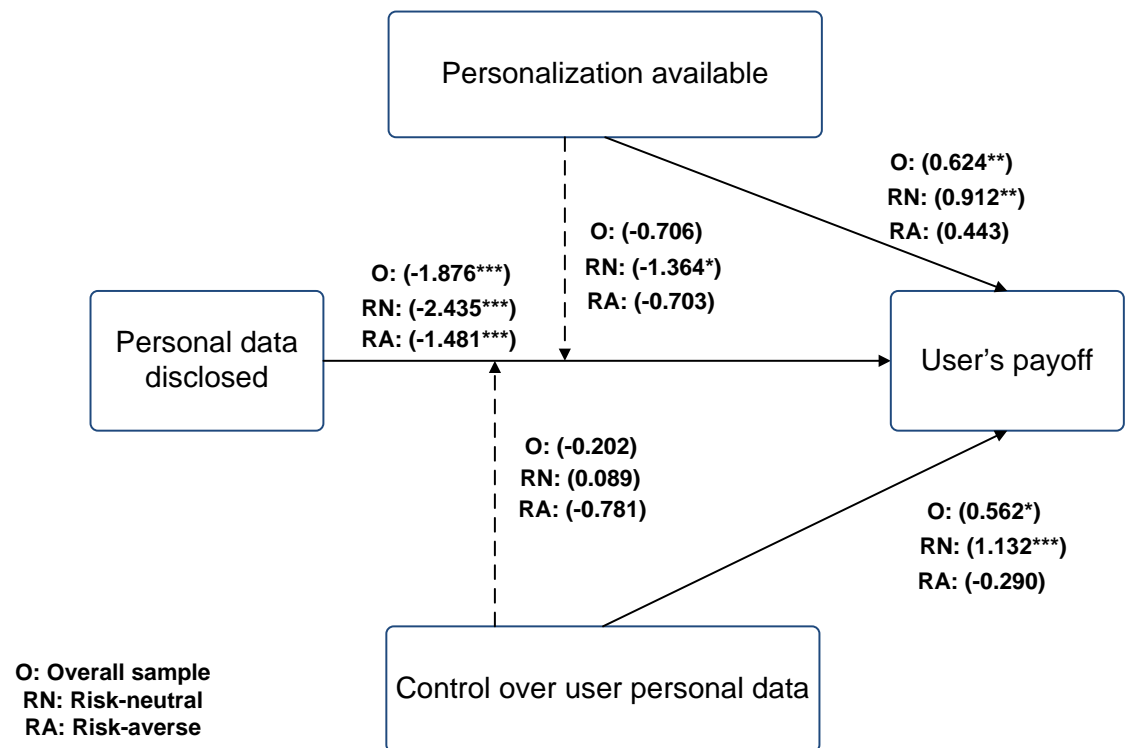 Personalization available
O: (0.624**)
RN: (0.912**)
RA: (0.443)
O: (-0.706)
RN: (-1.364*)
RA: (-0.703)
O: (-1.876***)
RN: (-2.435***)
RA: (-1.481***)
Personal data
disclosed
User’s payoff
O: (-0.202)
RN: (0.089)
RA: (-0.781)
O: (0.562*)
RN: (1.132***)
RA: (-0.290)
Control over user personal data
O: Overall sample
RN: Risk-neutral
RA: Risk-averse